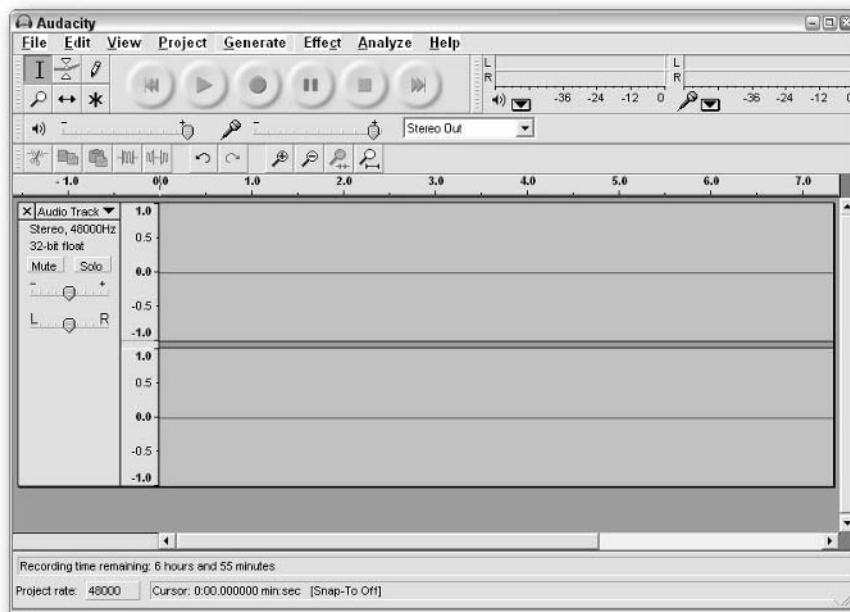 Audacity
File Edit View Project Generate Effect Analyze Help
L
R
-36 -24 -12 0
L
R
-36 -24 -12 0
- + - + Stereo Out
- 1.0 0.0 1.0 2.0 3.0 4.0 5.0 6.0 7.0
X Audio Track
Stereo, 48000Hz
32-bit float
Mute Solo
- +
L R
1.0
0.5
0.0
-0.5
-1.0
1.0
0.5
0.0
-0.5
-1.0
Recording time remaining: 6 hours and 55 minutes
Project rate: 48000 Cursor: 0:00.000000 min:sec [Snap-To Off]